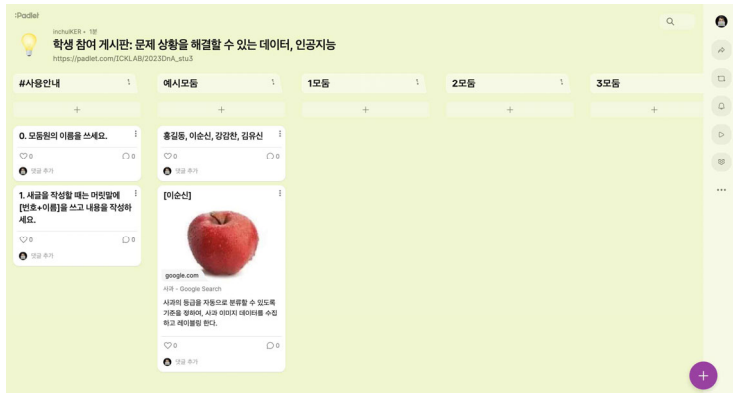 :Padlet
inchulKER • 1분
학생 참여 게시판: 문제 상황을 해결할 수 있는 데이터, 인공지능
https://padlet.com/ICKLAB/2023DnA_stu3
#사용안내
예시모둠
1모둠
2모둠
3모둠
0. 모둠원의 이름을 쓰세요.
0
0
댓글 추가
1. 새글을 작성할 때는 머릿말에
[번호+이름]을 쓰고 내용을 작성하
세요.
0
0
댓글 추가
홍길동, 이순신, 강감찬, 김유신
0
0
댓글 추가
[이순신]
google.com
사과 - Google Search
사과의 등급을 자동으로 분류할 수 있도록
기준을 정하여, 사과 이미지 데이터를 수집
하고 레이블링 한다.
0
0
댓글 추가